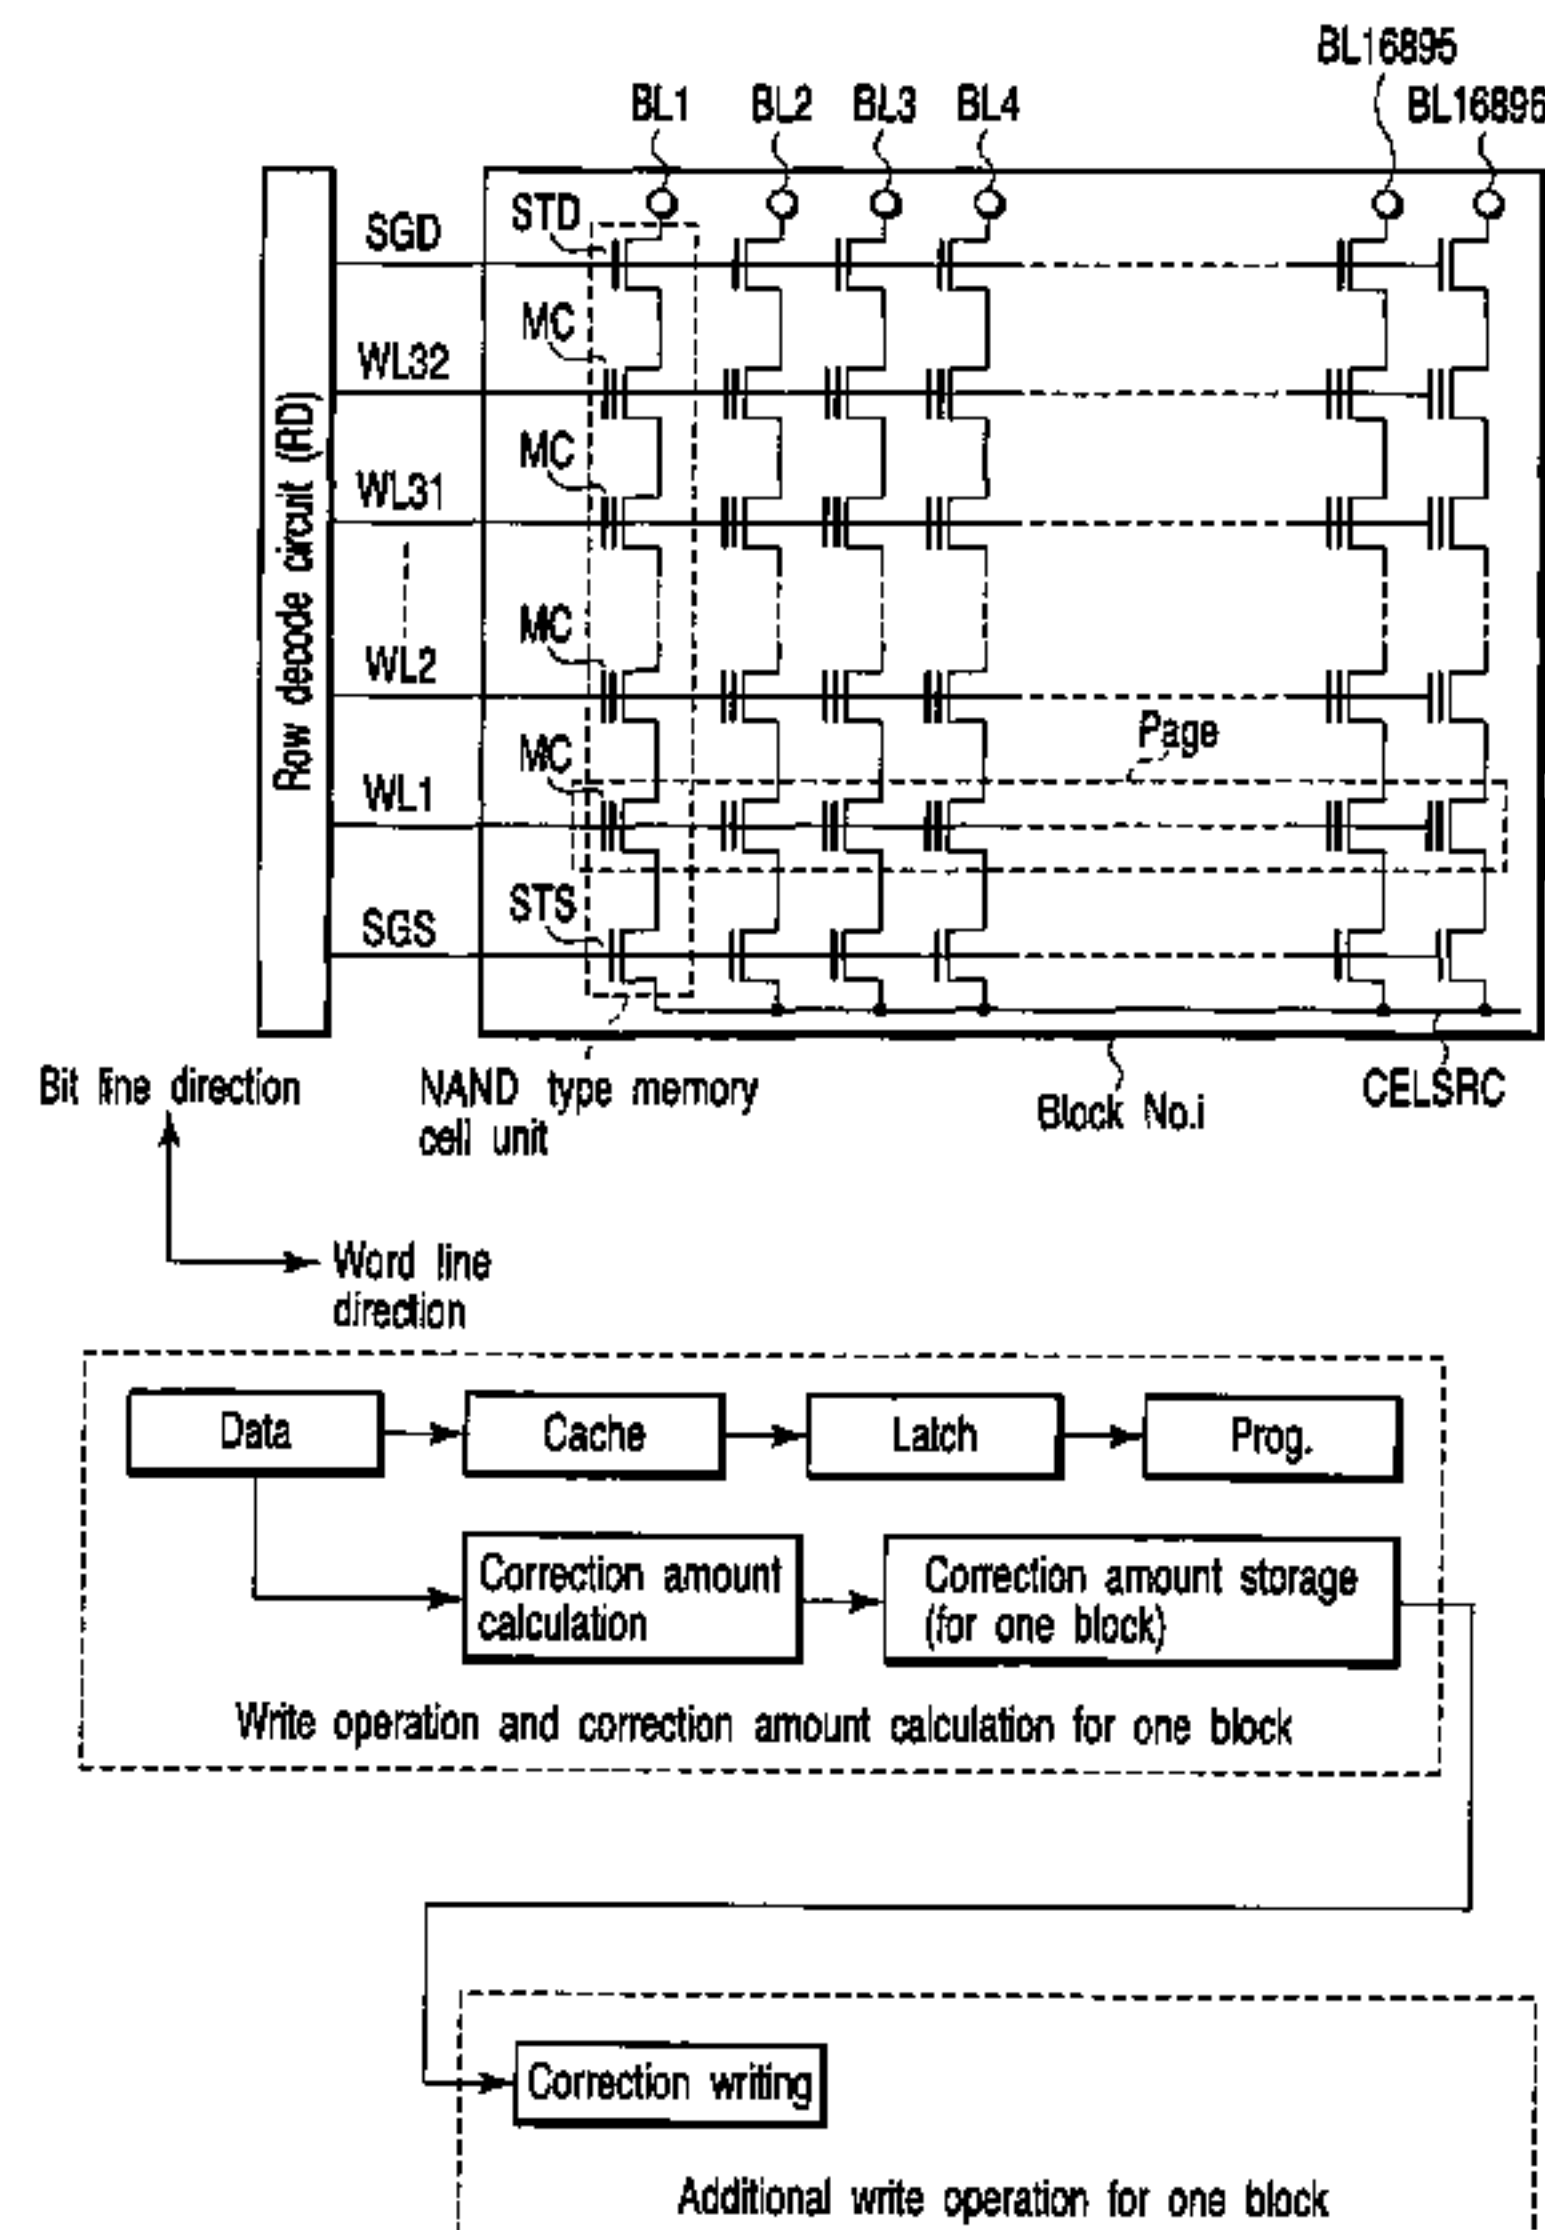 BL16895
BL1 BL2 BL3 BL4 BL16896
STD
SGD
MC
WL32
MC
WL31
Row decode circuit (RD)
MC
WL2
Page
MC
WL1
STS
SGS
Bit line direction
NAND type memory
cell unit
Block No.i
CELSRC
Word line
direction
Data Cache Latch Prog.
Correction amount
calculation
Correction amount storage
(for one block)
Write operation and correction amount calculation for one block
Correction writing
Additional write operation for one block